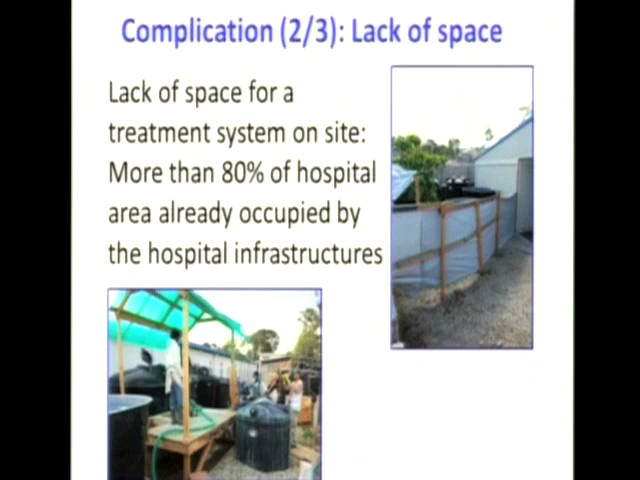 Complication (2/3): Lack of space
Lack of space for a
treatment system on site:
More than 80% of hospital
area already occupied by
the hospital infrastructures